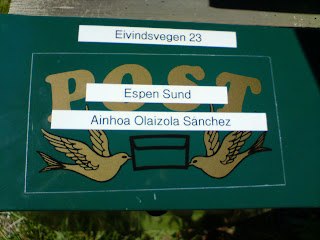 Eivindsvegen 23
POST
Espen Sund
Ainhoa Olaizola Sanchez